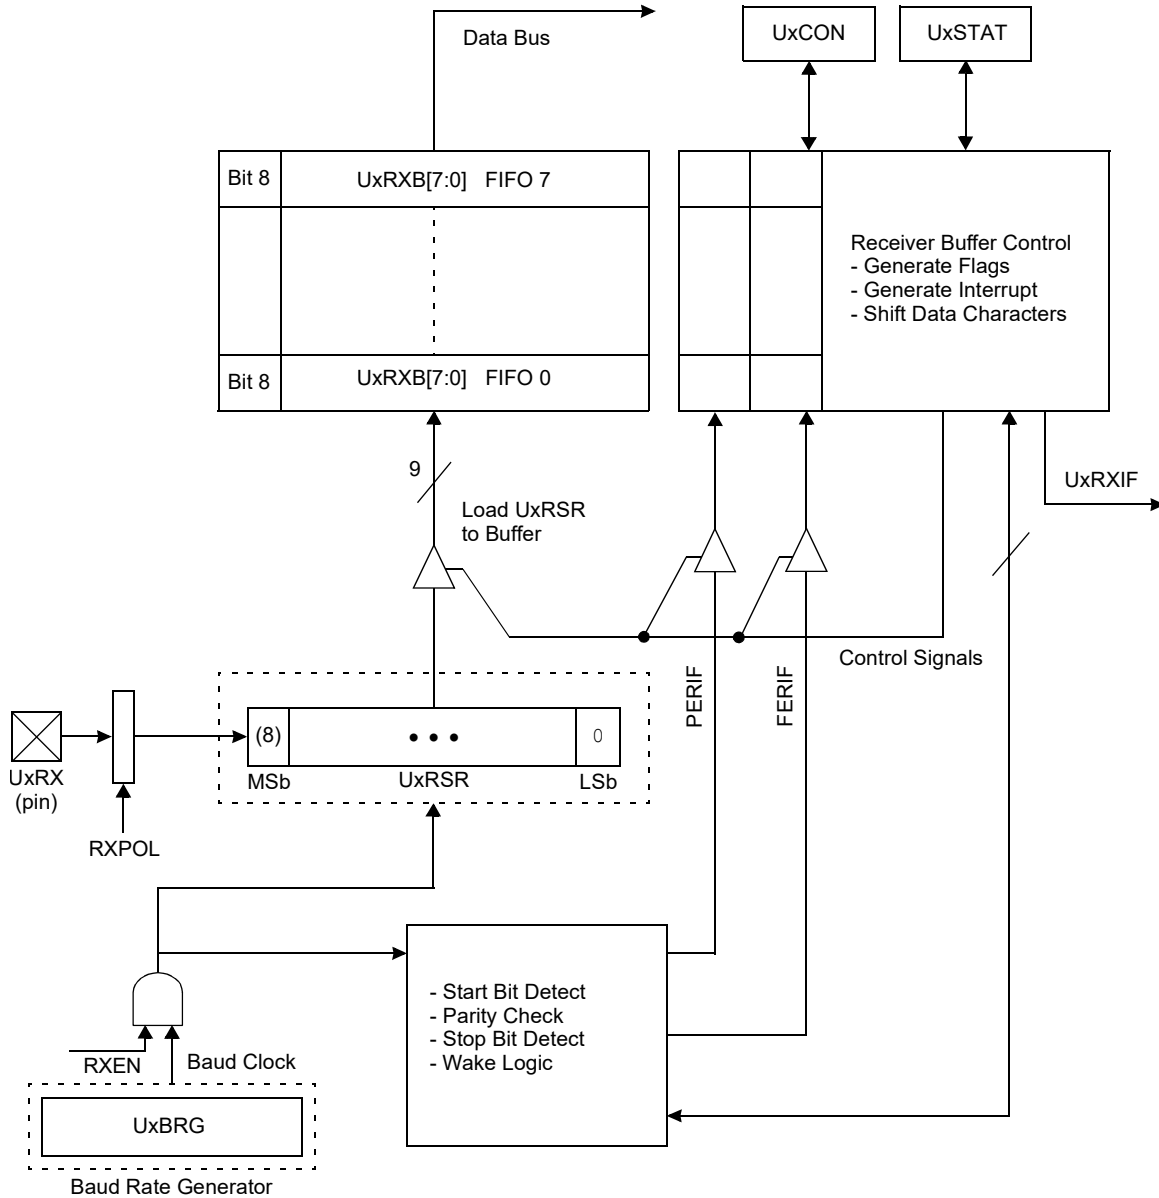 Data Bus
UxCON
UxSTAT
Bit 8
UxRXB[7:0] FIFO 7
Receiver Buffer Control
- Generate Flags
- Generate Interrupt
- Shift Data Characters
Bit 8
UxRXB[7:0] FIFO 0
9
Load UxRSR
to Buffer
UxRXIF
Control Signals
PERIF
FERIF
(8)
• • •
0
MSb
UxRSR
LSb
UxRX
(pin)
RXPOL
- Start Bit Detect
- Parity Check
- Stop Bit Detect
- Wake Logic
RXEN
Baud Clock
UxBRG
Baud Rate Generator